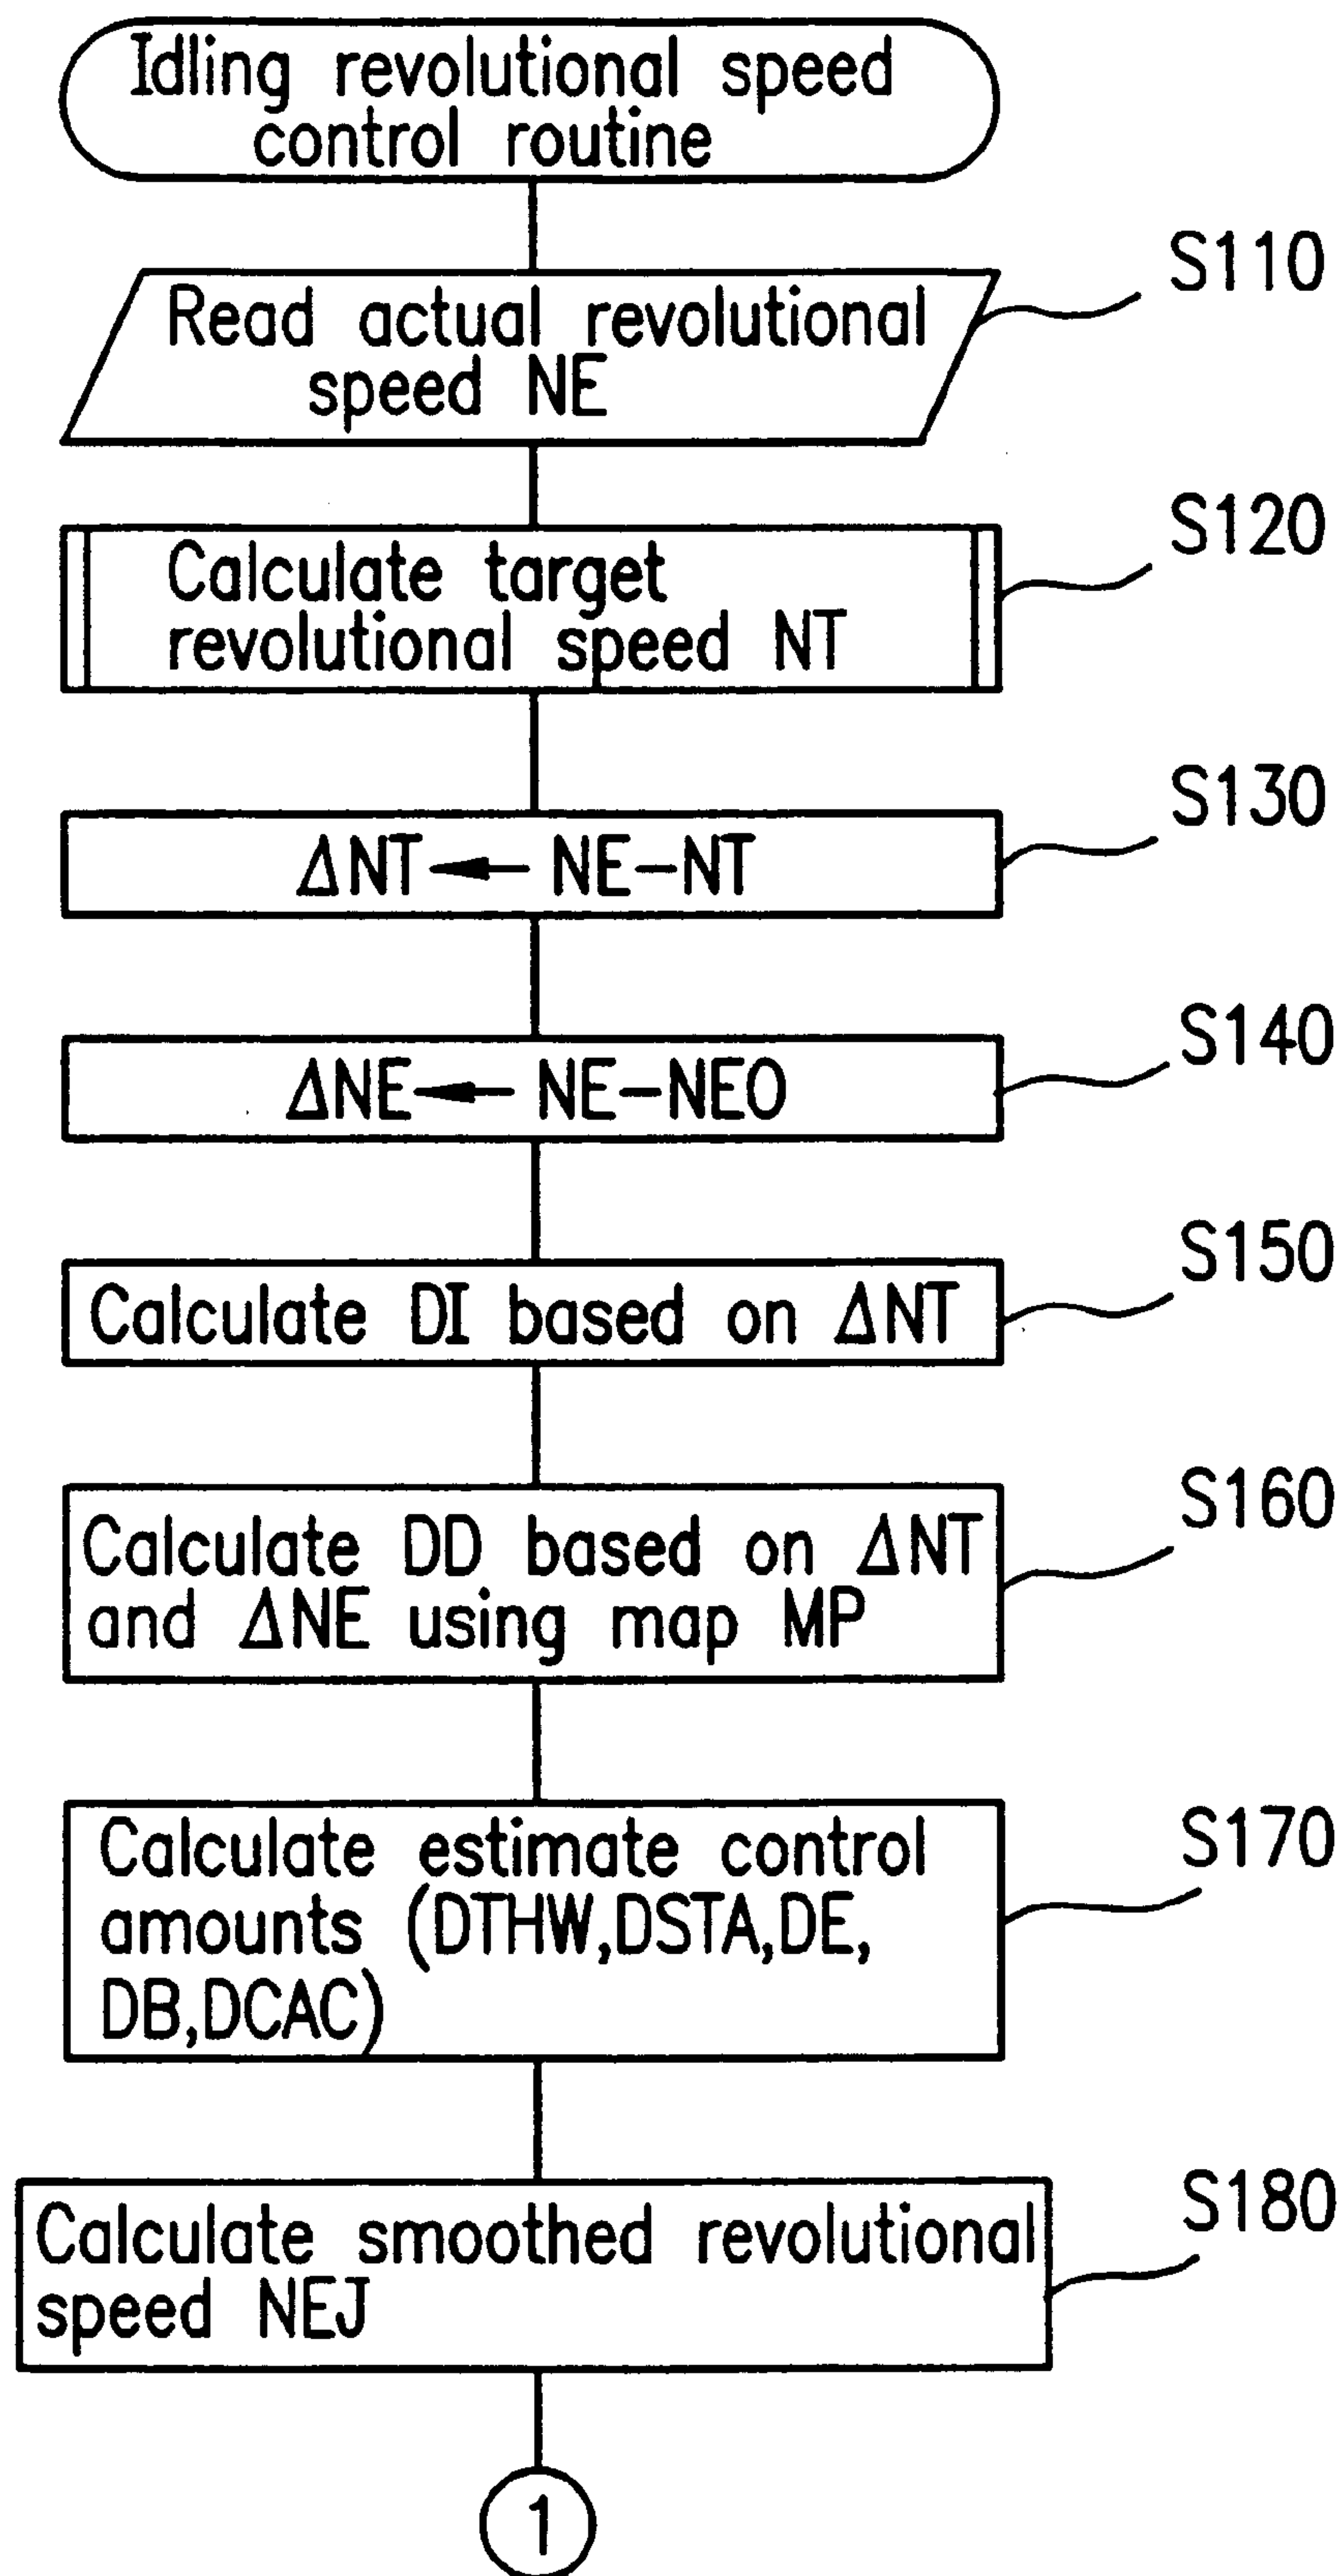 Idling revolutional speed
control routine
S110
Read actual revolutional
speed NE
S120
Calculate target
revolutional speed NT
S130
ΔNT ← NE−NT
S140
ΔNE ← NE−NEO
S150
Calculate DI based on ΔNT
S160
Calculate DD based on ΔNT
and ΔNE using map MP
S170
Calculate estimate control
amounts (DTHW,DSTA,DE,
DB,DCAC)
S180
Calculate smoothed revolutional
speed NEJ
1